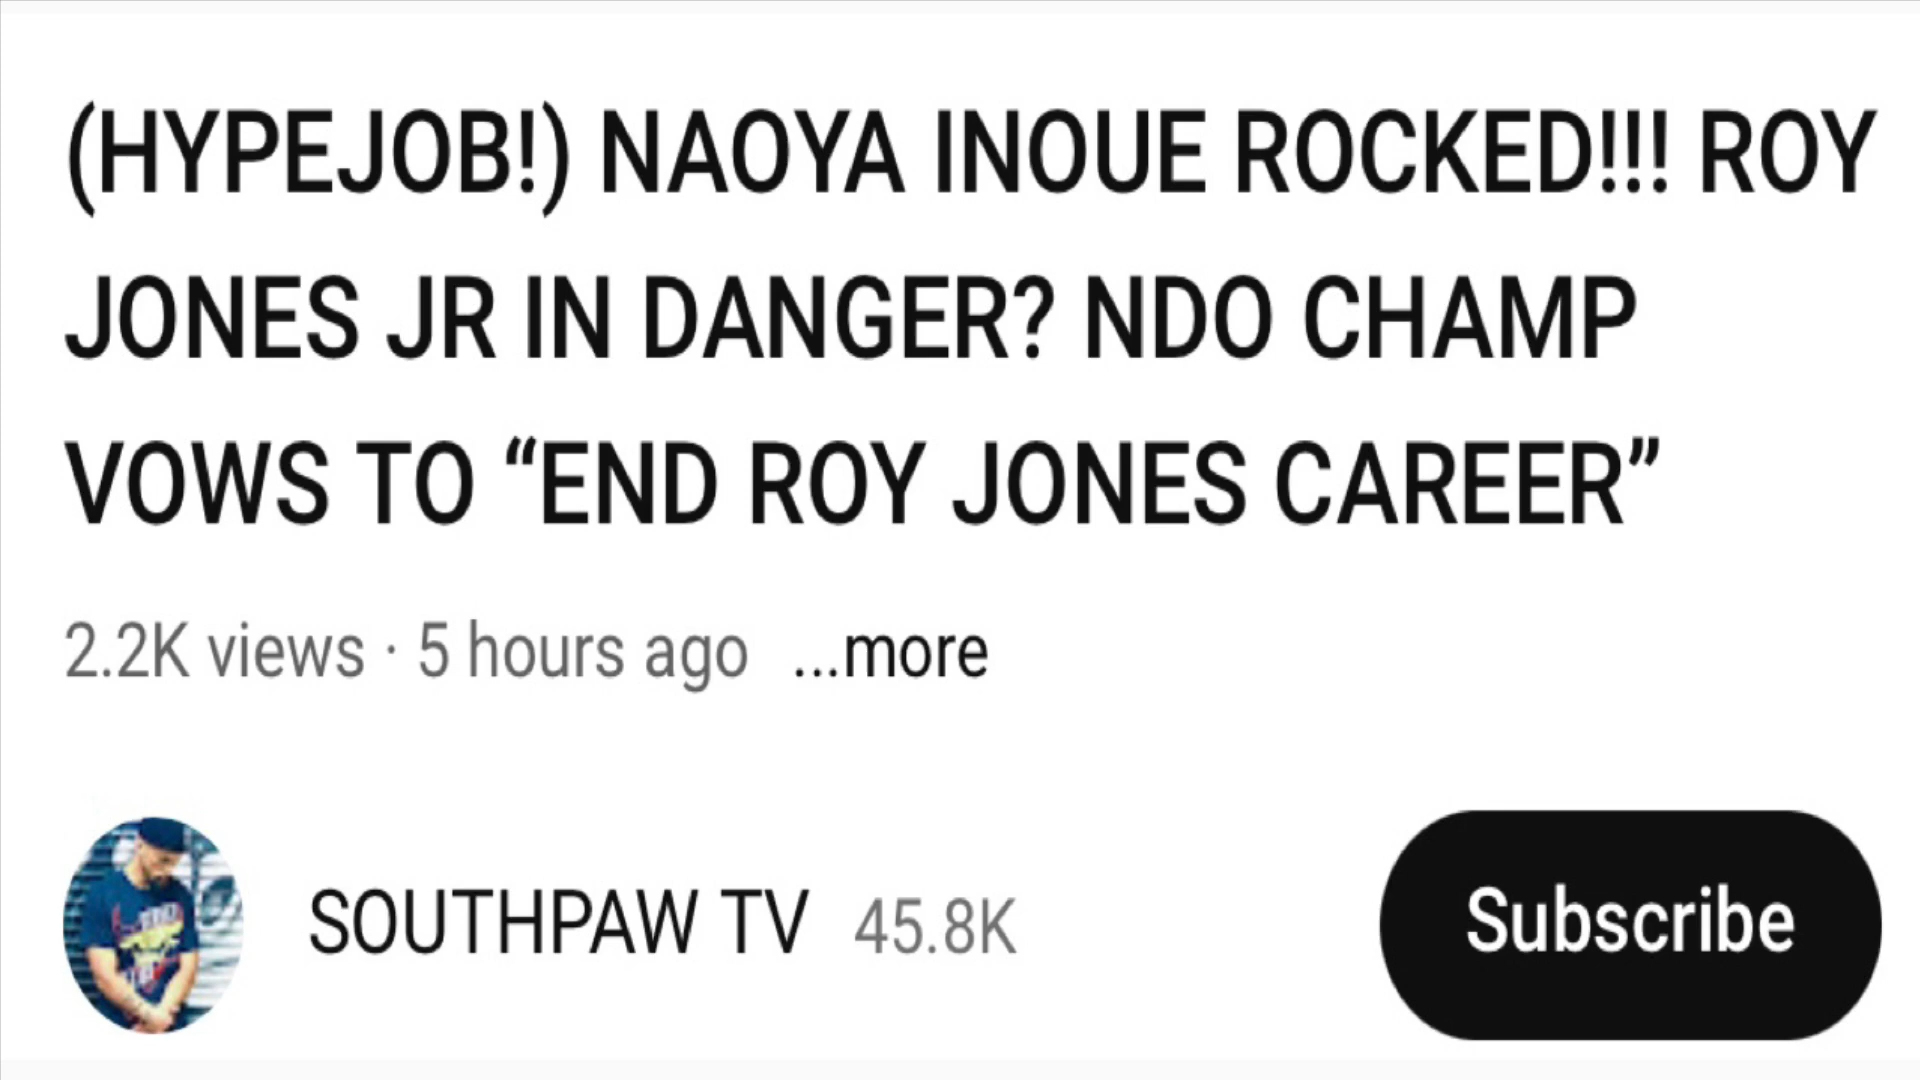 (HYPEJOB!) NAOYA INOUE ROCKED!!! ROY
JONES JR IN DANGER? NDO CHAMP
VOWS TO “END ROY JONES CAREER”
2.2K views · 5 hours ago ...more
SOUTHPAW TV 45.8K
Subscribe